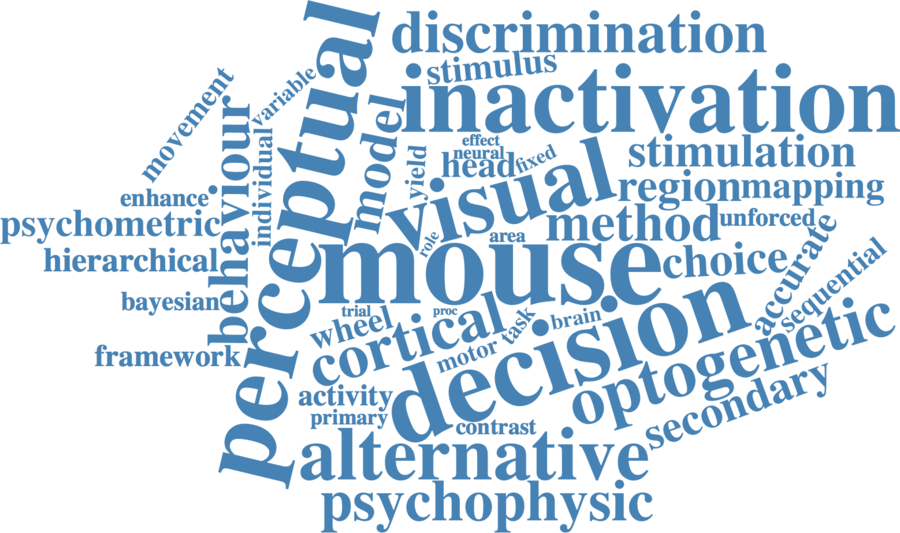 perceptual
discrimination
stimulus
inactivation
movement
variable
behaviour
individual
model
yield
effect
neural
head
fixed
visual
stimulation
region
mapping
enhance
psychometric
hierarchical
bayesian
framework
role
area
method
unforced
mouse
choice
accurate
sequential
trial
wheel
proc
cortical
motor
task
brain
decision
optogenetic
secondary
activity
primary
contrast
alternative
psychophysic